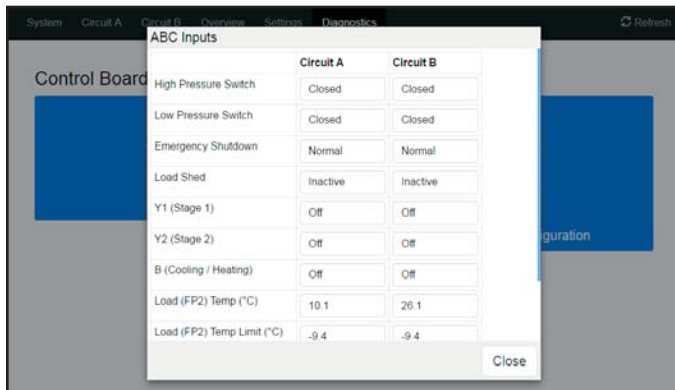 System Circuit A Circuit B Overview Settings Diagnostics Refresh
ABC Inputs
Control Board
Circuit A Circuit B
High Pressure Switch Closed Closed
Low Pressure Switch Closed Closed
Emergency Shutdown Normal Normal
Load Shed Inactive Inactive
Y1 (Stage 1) Off Off
Y2 (Stage 2) Off Off
guration
B (Cooling / Heating) Off Off
Load (FP2) Temp (°C) 10.1 26.1
Load (FP2) Temp Limit (°C) -9.4 -9.4
Close